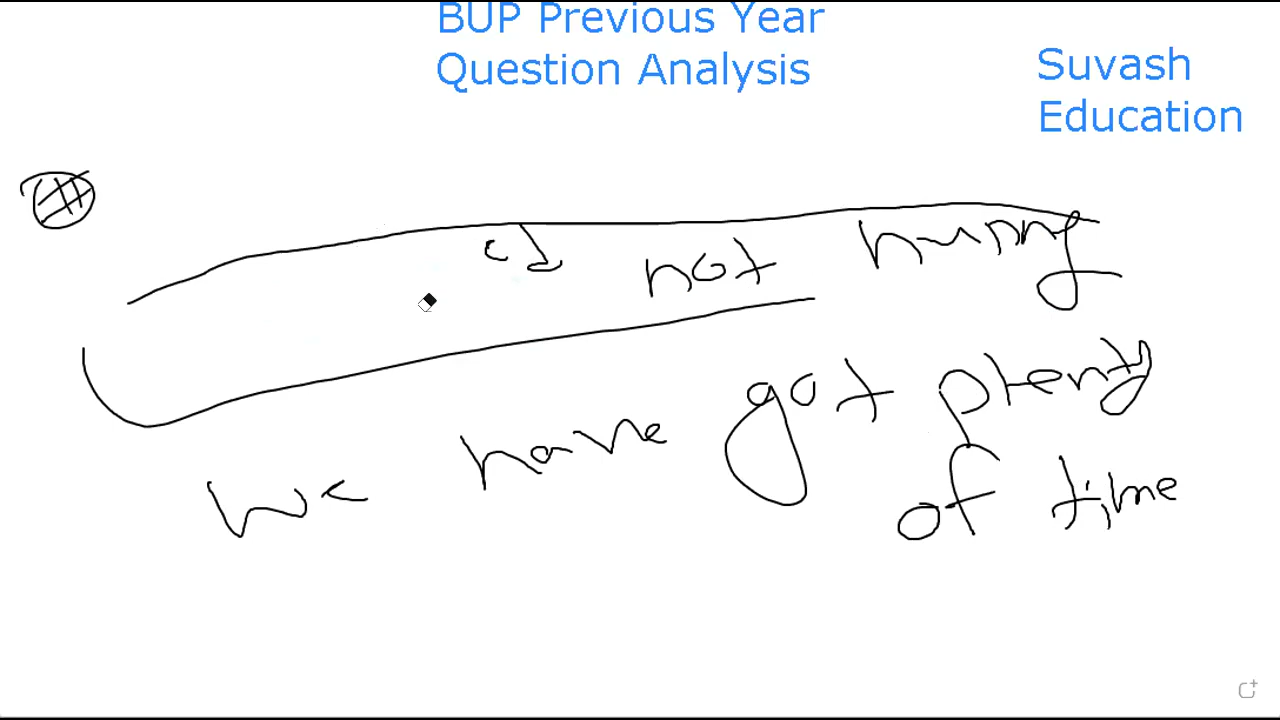 BUP Previous Year
Question Analysis
Suvash
Education
not hurry
we have got plenty
of time